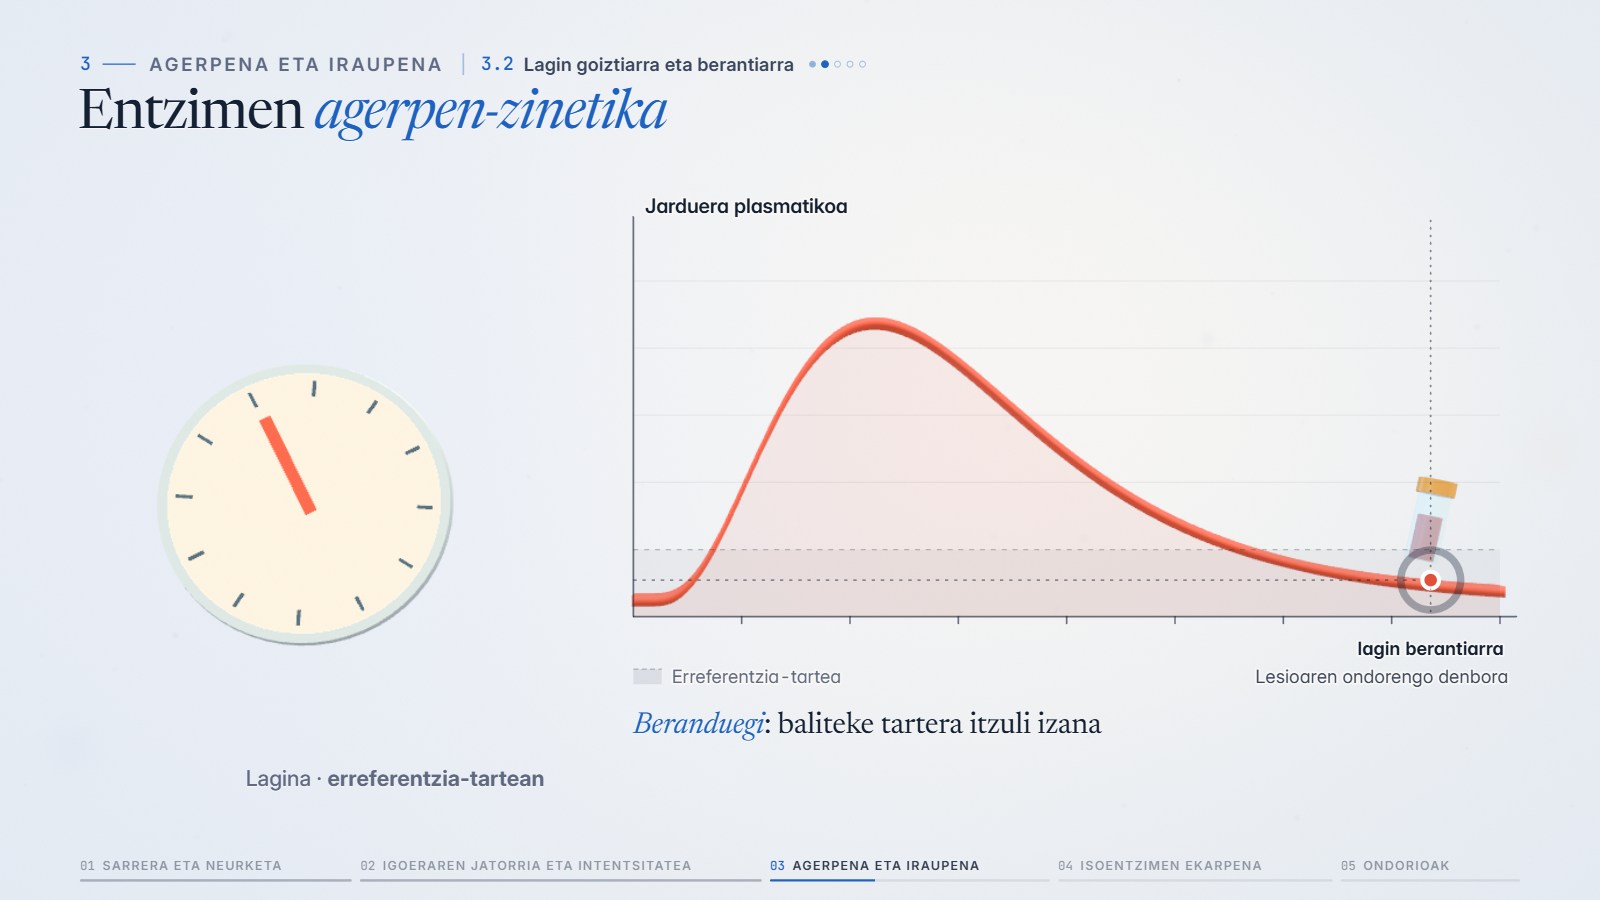 3 AGERPENA ETA IRAUPENA 3.2 Lagin goiztiarra eta berantiarra
Entzimen agerpen-zinetika
Jarduera plasmatikoa
lagin berantiarra
Erreferentzia-tartea
Lesioaren ondorengo denbora
Beranduegi: baliteke tartera itzuli izana
Lagina · erreferentzia-tartean
01 SARRERA ETA NEURKETA
02 IGOERAREN JATORRIA ETA INTENTSITATEA
03 AGERPENA ETA IRAUPENA
04 ISOENTZIMEN EKARPENA
05 ONDORIOAK